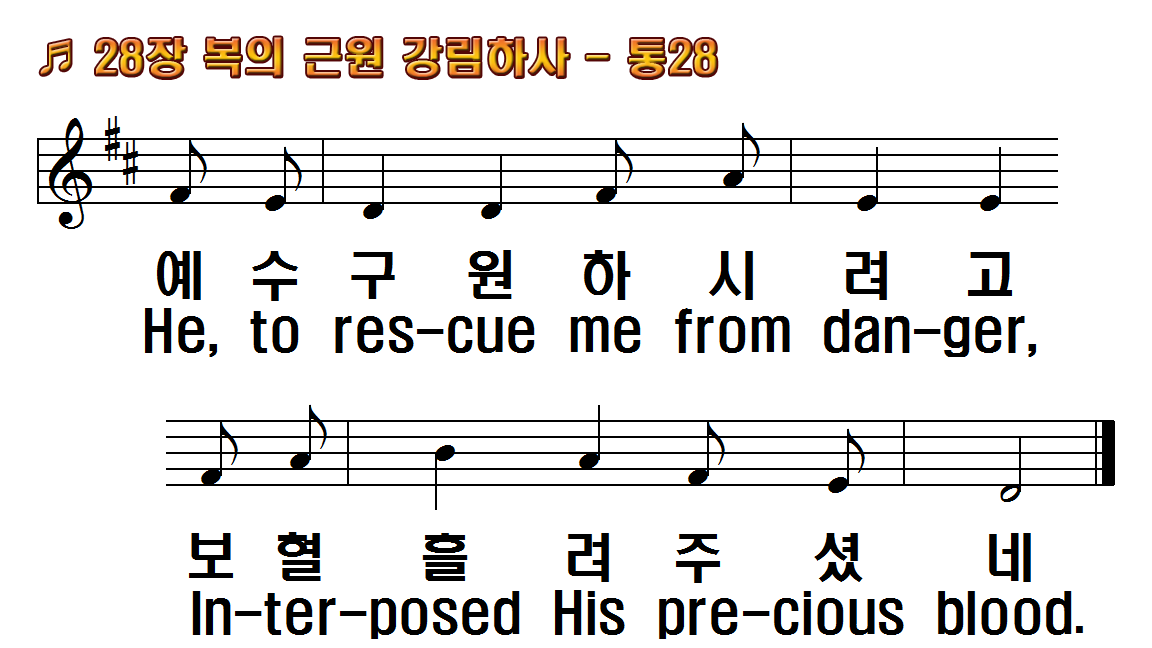 ♬ 28장 복의 근원 강림하사 - 통28
예 수 구 원 하 시 려 고
He, to res-cue me from dan-ger,
보 혈 흘 려 주 셨 네
In-ter-posed His pre-cious blood.